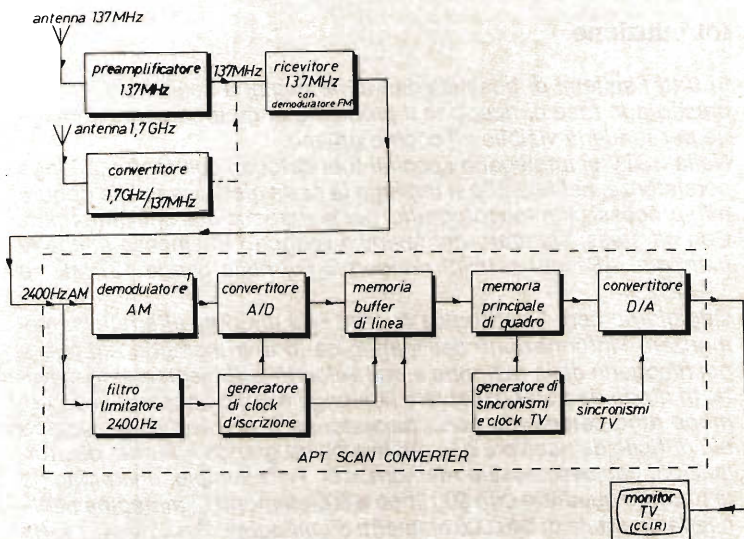 antenna 137MHz
preamplificatore
137MHz
137MHz
ricevitore
137MHz
con
demodulatore FM
antenna 1,7GHz
convertitore
1,7GHz/137MHz
2400Hz AM
demodulatore
AM
convertitore
A/D
memoria
buffer
di linea
memoria
principale
di quadro
convertitore
D/A
filtro
limitatore
2400Hz
generatore
di clock
d'iscrizione
generatore di
sincronismi
e clock TV
sincronismi
TV
APT SCAN CONVERTER
monitor
TV
(CCIR)